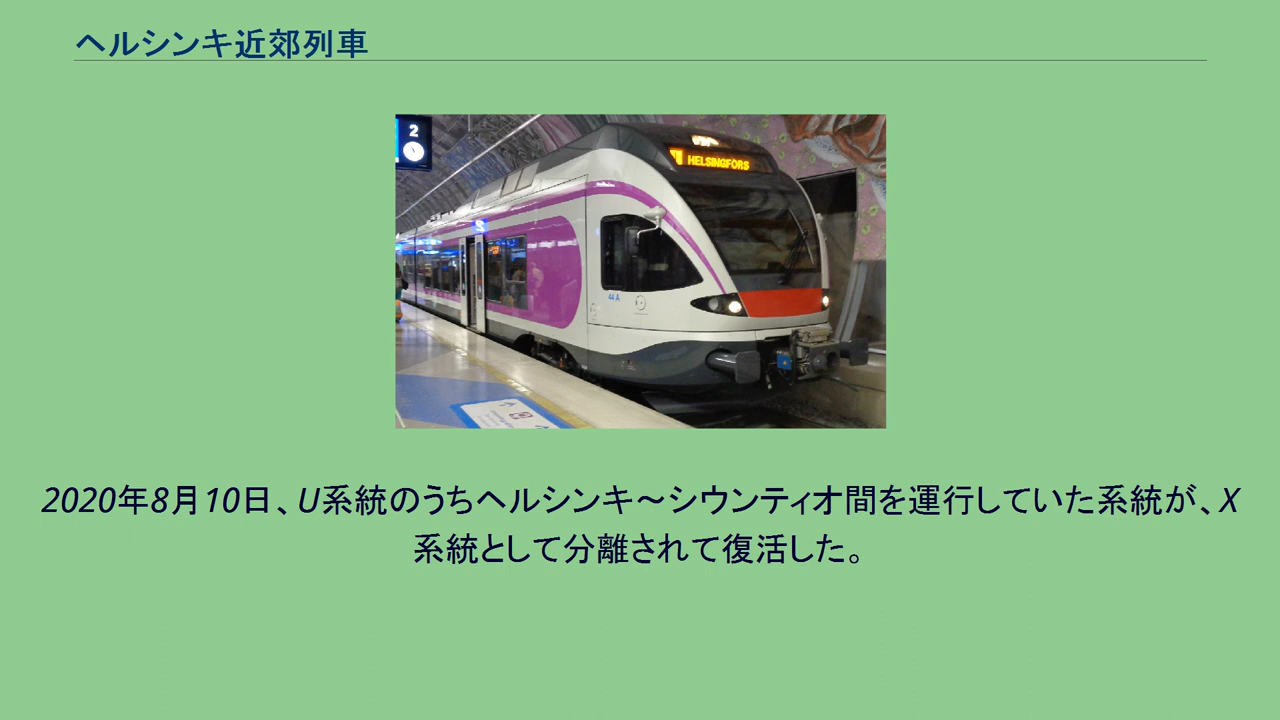 ヘルシンキ近郊列車
2
HELSINGFORS
44 A
2020年8月10日、U系統のうちヘルシンキ～シウンティオ間を運行していた系統が、X
系統として分離されて復活した。